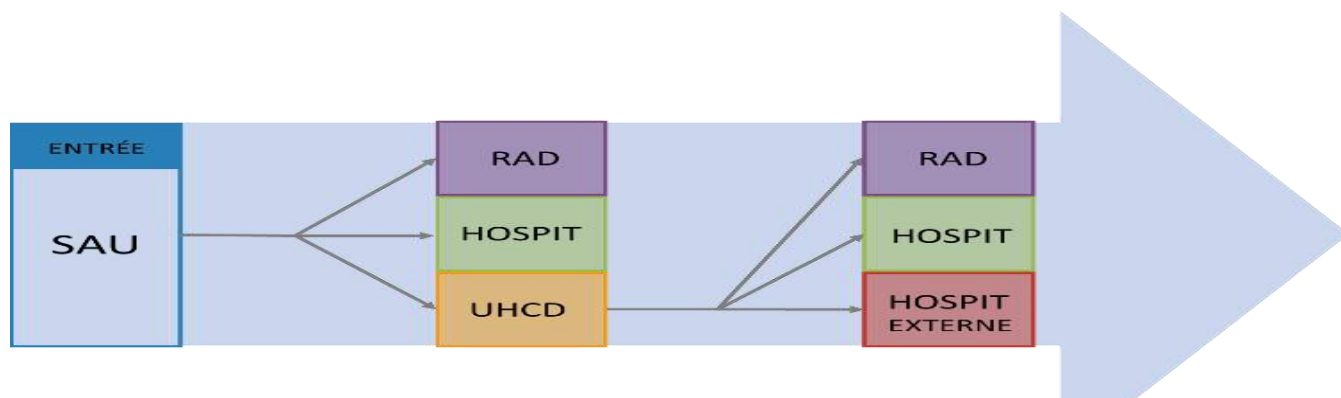 ENTRÉE
SAU
RAD
HOSPIT
UHCD
RAD
HOSPIT
HOSPIT
EXTERNE